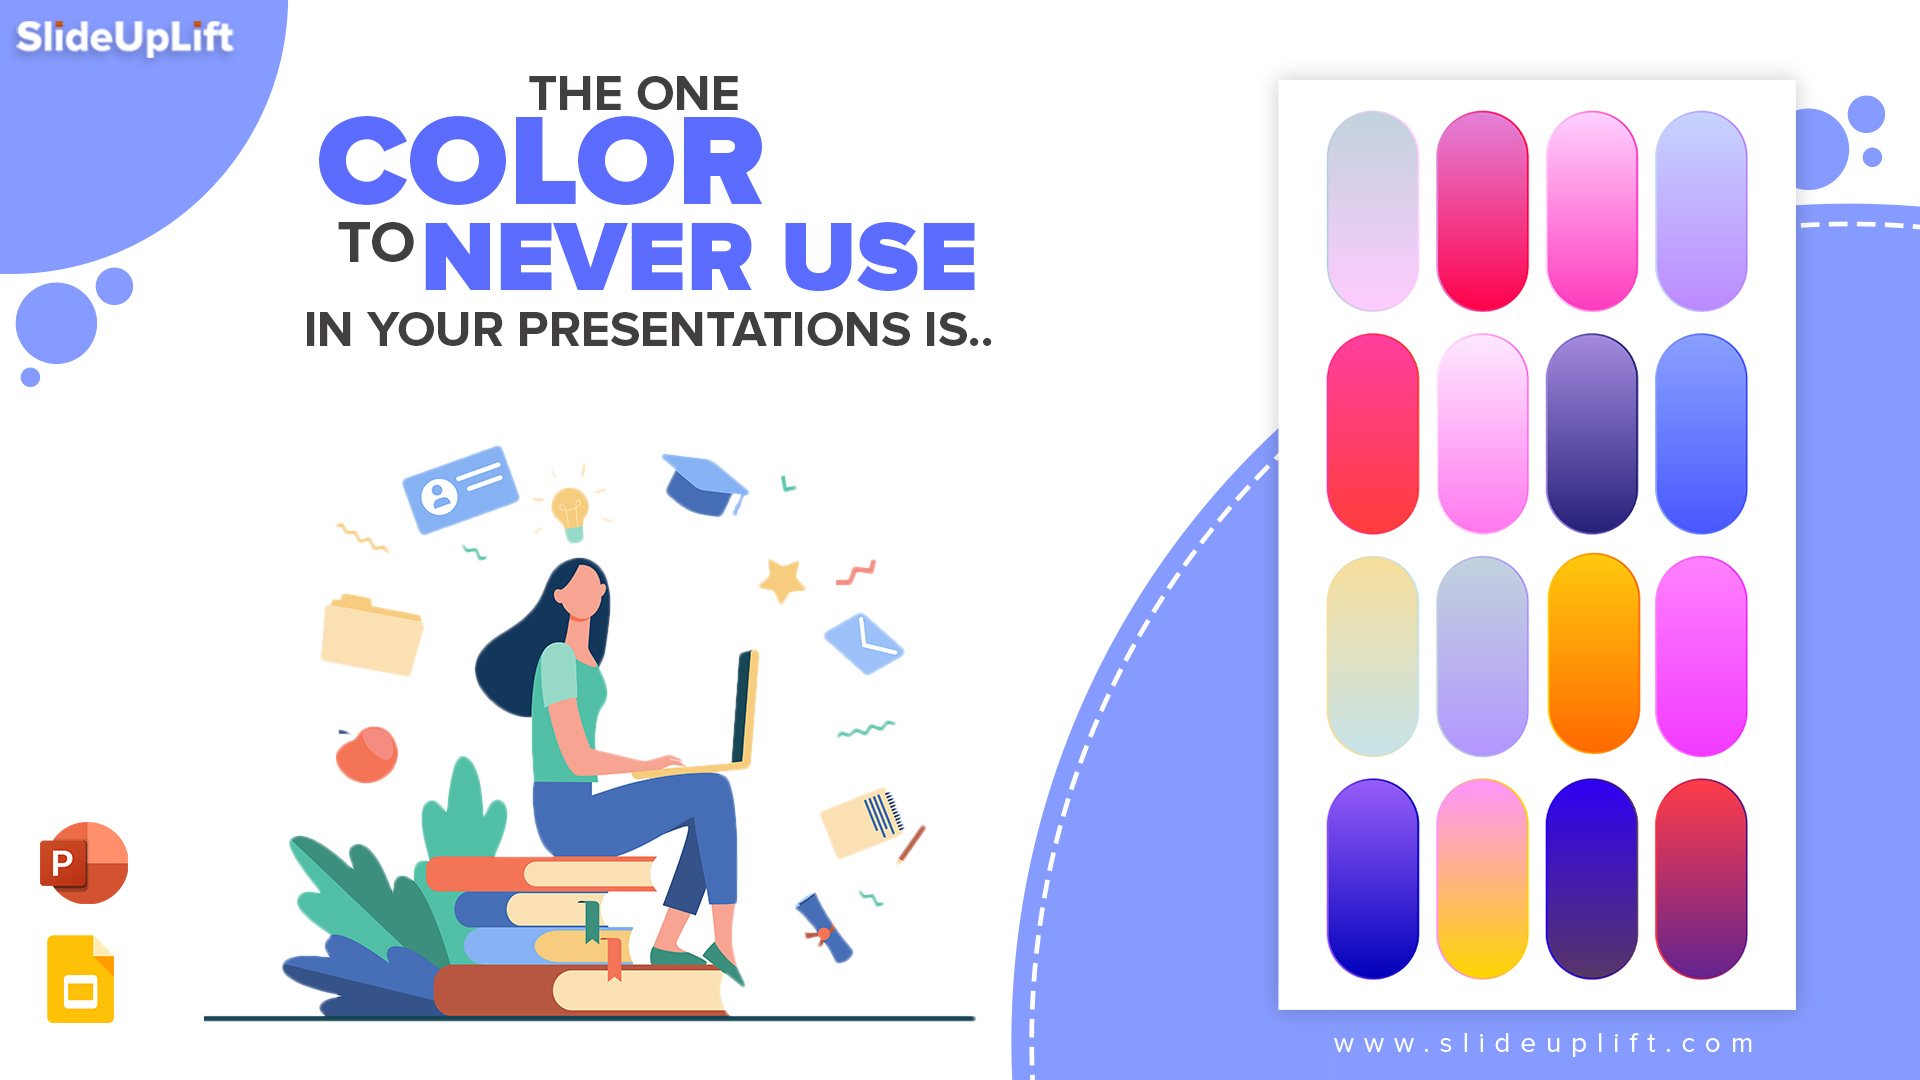 SlideUpLift
THE ONE
COLOR
TO NEVER USE
IN YOUR PRESENTATIONS IS..
P
www.slideuplift.com